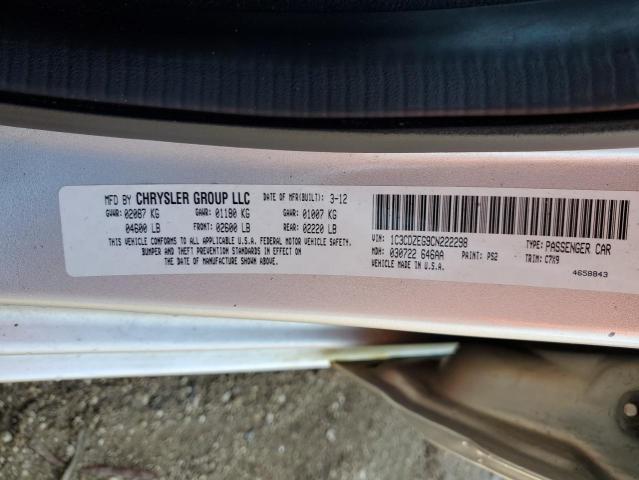 MFD BY CHRYSLER GROUP LLC DATE OF MFR(BUILT): 3-12
GVWR: 02087 KG GAWR: 01180 KG GAWR: 01007 KG
04600 LB FRONT: 02600 LB REAR: 02220 LB
THIS VEHICLE CONFORMS TO ALL APPLICABLE U.S.A. FEDERAL MOTOR VEHICLE SAFETY,
BUMPER AND THEFT PREVENTION STANDARDS IN EFFECT ON
THE DATE OF MANUFACTURE SHOWN ABOVE.
VIN: 1C3CDZEG9CN222298 TYPE: PASSENGER CAR
MDH: 030722 646AA PAINT: PS2 TRIM: C7X9
VEHICLE MADE IN U.S.A. 4658843